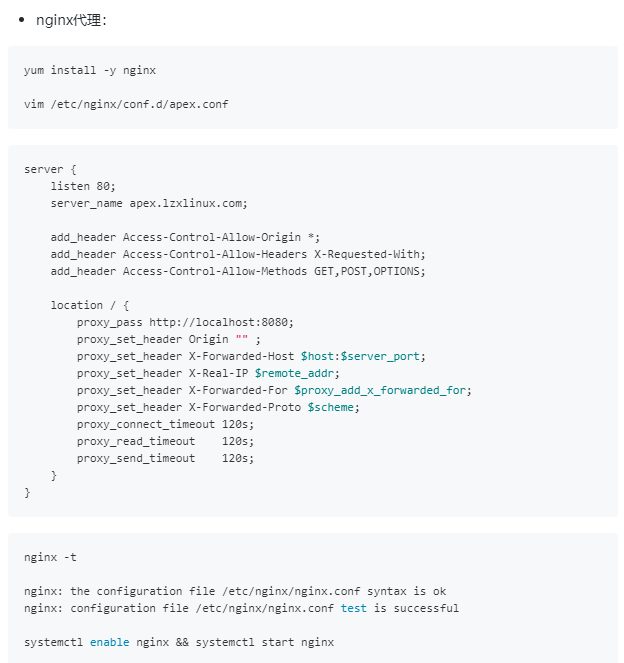 nginx代理：
yum install -y nginx
vim /etc/nginx/conf.d/apex.conf
server {
    listen 80;
    server_name apex.lzxlinux.com;
    add_header Access-Control-Allow-Origin *;
    add_header Access-Control-Allow-Headers X-Requested-With;
    add_header Access-Control-Allow-Methods GET,POST,OPTIONS;
    location / {
        proxy_pass http://localhost:8080;
        proxy_set_header Origin "" ;
        proxy_set_header X-Forwarded-Host $host:$server_port;
        proxy_set_header X-Real-IP $remote_addr;
        proxy_set_header X-Forwarded-For $proxy_add_x_forwarded_for;
        proxy_set_header X-Forwarded-Proto $scheme;
        proxy_connect_timeout 120s;
        proxy_read_timeout    120s;
        proxy_send_timeout    120s;
    }
}
nginx -t
nginx: the configuration file /etc/nginx/nginx.conf syntax is ok
nginx: configuration file /etc/nginx/nginx.conf test is successful
systemctl enable nginx && systemctl start nginx